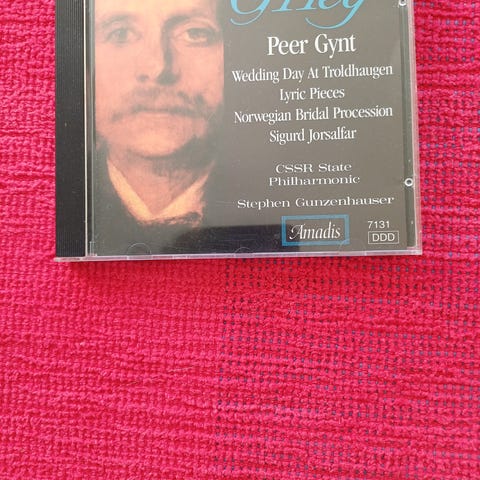 Grieg
Peer Gynt
Wedding Day At Troldhaugen
Lyric Pieces
Norwegian Bridal Procession
Sigurd Jorsalfar
CSSR State
Philharmonic
Stephen Gunzenhauser
Amadis
7131
DDD